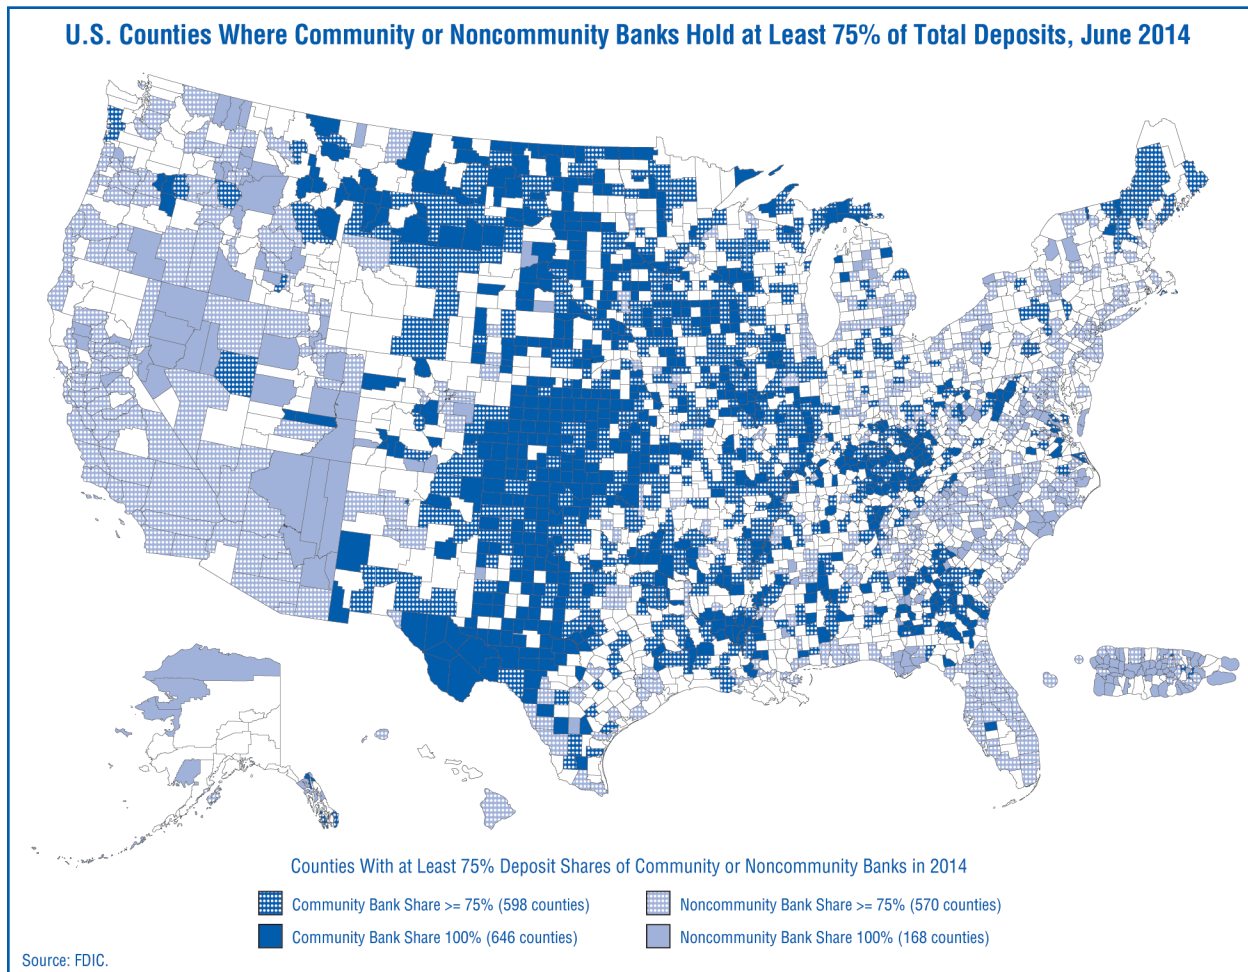 U.S. Counties Where Community or Noncommunity Banks Hold at Least 75% of Total Deposits, June 2014
Counties With at Least 75% Deposit Shares of Community or Noncommunity Banks in 2014
Community Bank Share >= 75% (598 counties)
Noncommunity Bank Share >= 75% (570 counties)
Community Bank Share 100% (646 counties)
Noncommunity Bank Share 100% (168 counties)
Source: FDIC.